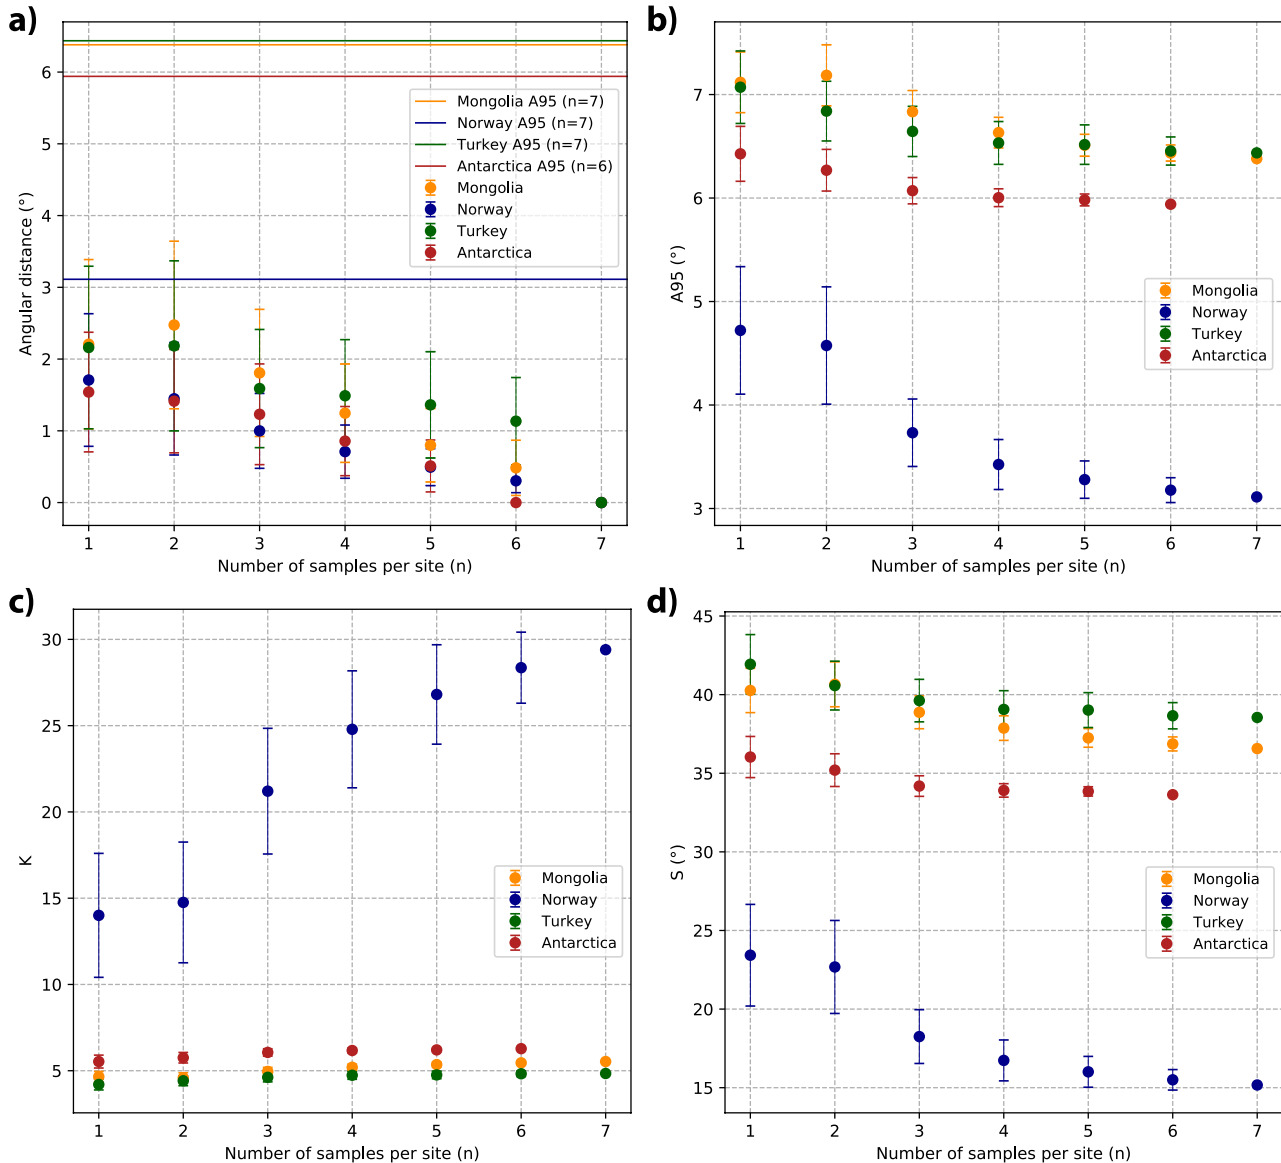 a)
6
5
4
3
2
1
0
Angular distance (°)
Mongolia A95 (n=7)
Norway A95 (n=7)
Turkey A95 (n=7)
Antarctica A95 (n=6)
Mongolia
Norway
Turkey
Antarctica
1 2 3 4 5 6 7
Number of samples per site (n)
b)
7
6
5
4
3
A95 (°)
Mongolia
Norway
Turkey
Antarctica
1 2 3 4 5 6 7
Number of samples per site (n)
c)
30
25
20
15
10
5
K
Mongolia
Norway
Turkey
Antarctica
1 2 3 4 5 6 7
Number of samples per site (n)
d)
45
40
35
30
25
20
15
S (°)
Mongolia
Norway
Turkey
Antarctica
1 2 3 4 5 6 7
Number of samples per site (n)